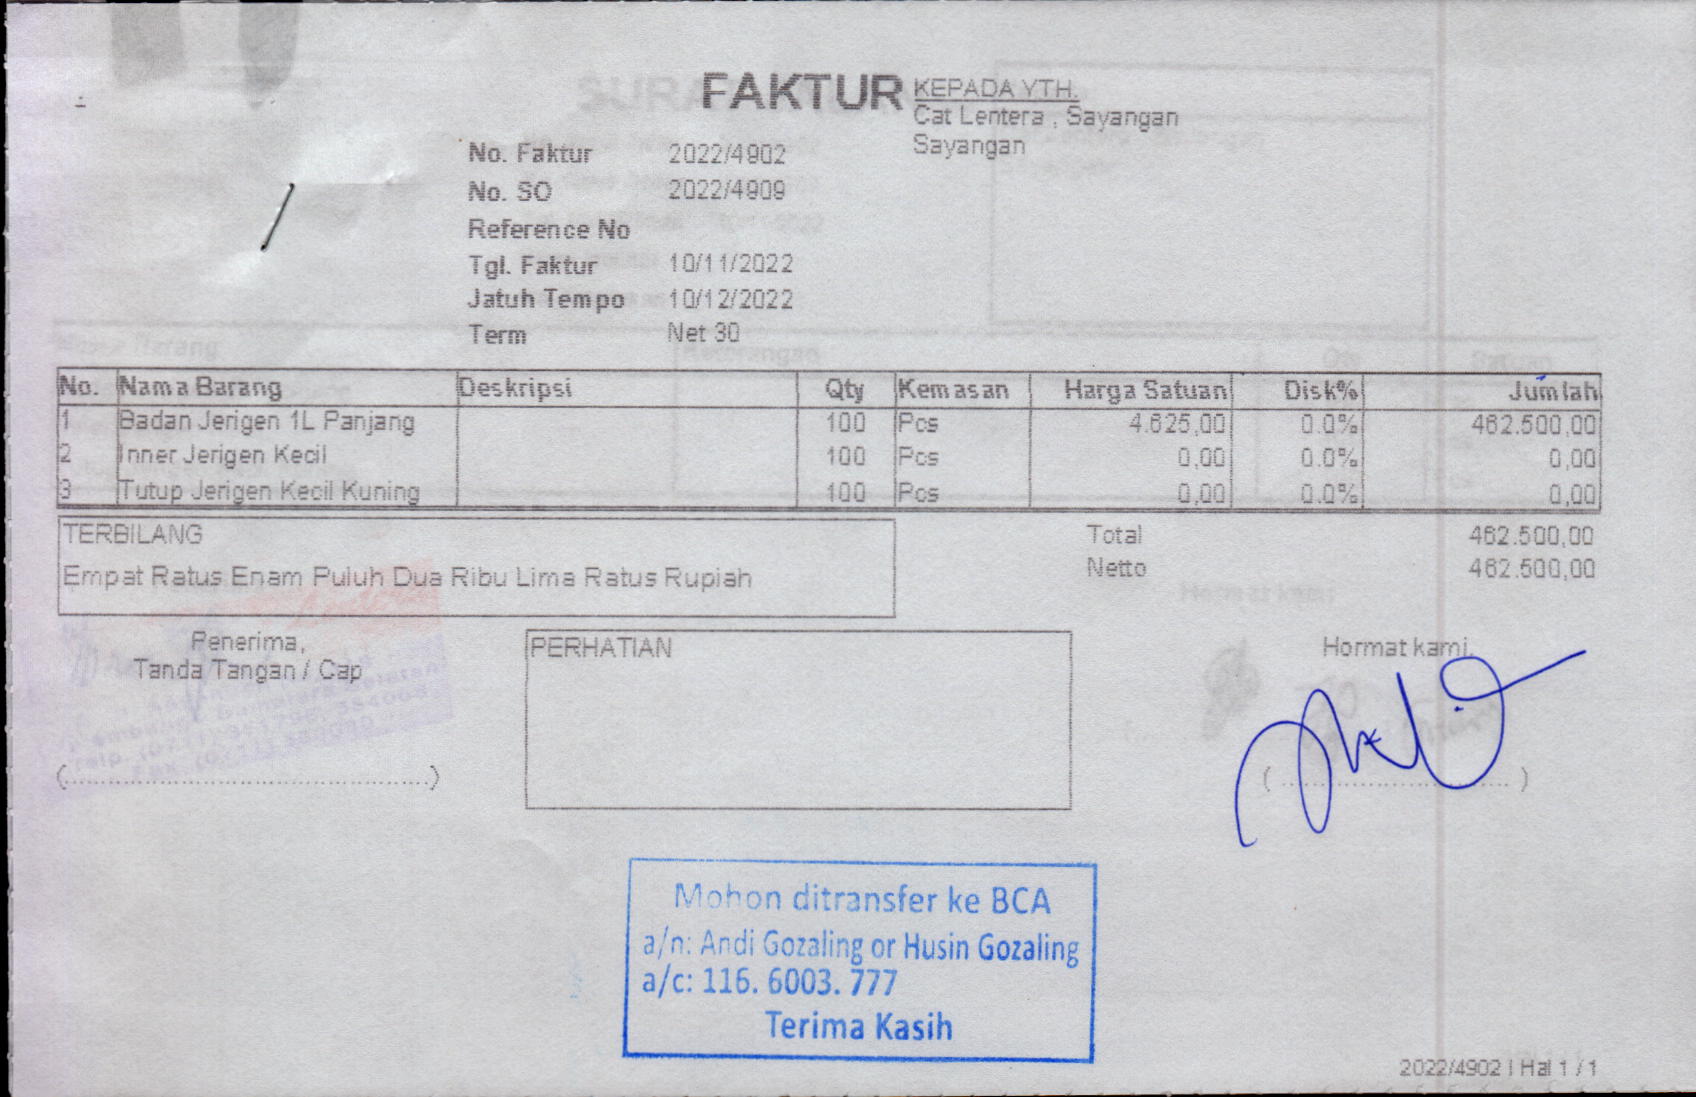 FAKTUR
KEPADA YTH.
Cat Lentera , Sayangan
Sayangan
No. Faktur 2022/4902
No. SO 2022/4909
Reference No
Tgl. Faktur 10/11/2022
Jatuh Tempo 10/12/2022
Term Net 30
No. Nama Barang Deskripsi Qty Kemasan Harga Satuan Disk% Jumlah
1 Badan Jerigen 1L Panjang 100 Pcs 4.625,00 0.0% 462.500,00
2 Inner Jerigen Kecil 100 Pcs 0,00 0.0% 0,00
3 Tutup Jerigen Kecil Kuning 100 Pcs 0,00 0.0% 0,00
TERBILANG
Empat Ratus Enam Puluh Dua Ribu Lima Ratus Rupiah
Total 462.500,00
Netto 462.500,00
Penerima,
Tanda Tangan / Cap
PERHATIAN
Hormat kami,
Mohon ditransfer ke BCA
a/n: Andi Gozaling or Husin Gozaling
a/c: 116. 6003. 777
Terima Kasih
2022/4902 | Hal 1 / 1